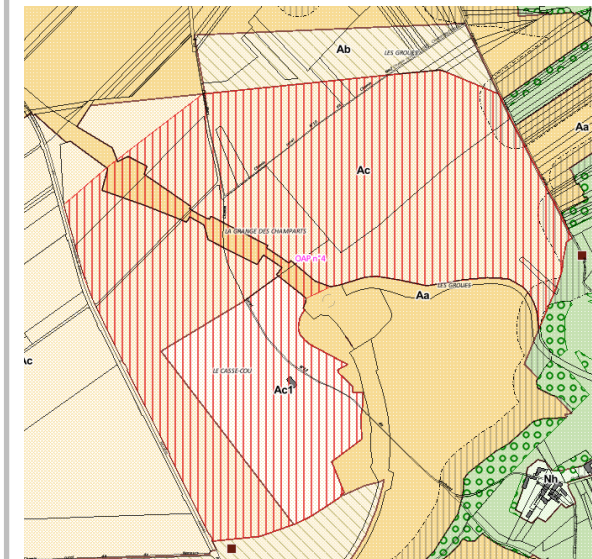 Ab
LES GROUES
Aa
Ac
LA GRANGE DES CHAMPARTS
OAP n°4
LES GROUES
Aa
Ac
LE CASSE-COU
Ac1
Nh